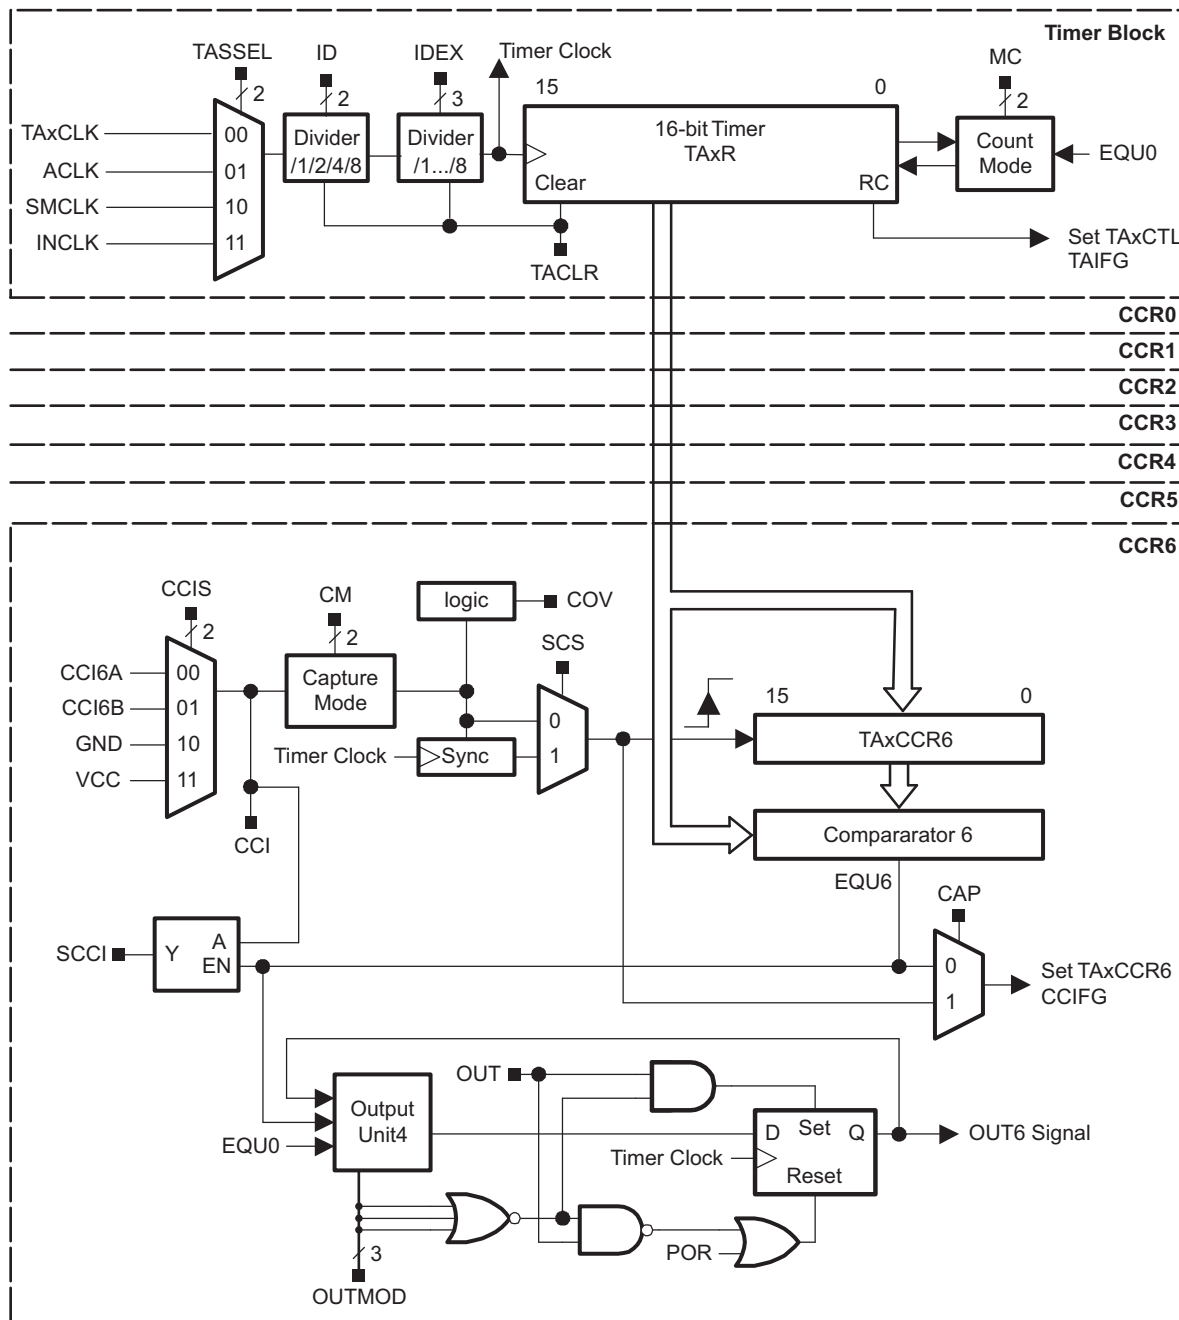 Timer Block
TASSEL
ID
IDEX
Timer Clock
MC
2
2
3
15
0
2
TAxCLK
ACLK
SMCLK
INCLK
00
01
10
11
Divider
/1/2/4/8
Divider
/1.../8
16-bit Timer
TAxR
Clear
RC
Count
Mode
EQU0
TACLR
Set TAxCTL
TAIFG
CCR0
CCR1
CCR2
CCR3
CCR4
CCR5
CCR6
CCIS
CM
logic
COV
2
2
SCS
CCI6A
CCI6B
GND
VCC
00
01
10
11
Capture
Mode
15
0
0
1
Timer Clock
Sync
TAxCCR6
CCI
Compararator 6
EQU6
CAP
SCCI
Y
A
EN
0
1
Set TAxCCR6
CCIFG
OUT
Output
Unit4
EQU0
D
Set
Q
Reset
OUT6 Signal
Timer Clock
POR
3
OUTMOD